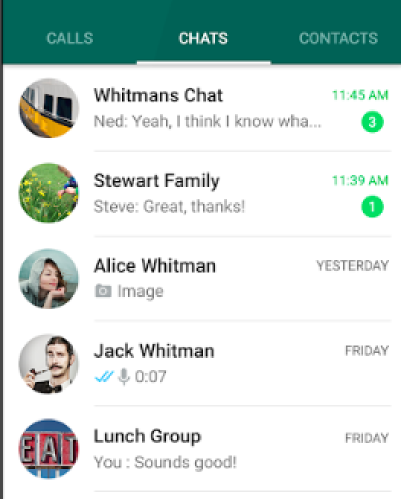 CALLS CHATS CONTACTS
Whitmans Chat 11:45 AM
Ned: Yeah, I think I know wha... 3
Stewart Family 11:39 AM
Steve: Great, thanks! 1
Alice Whitman YESTERDAY
Image
Jack Whitman FRIDAY
0:07
EAT
Lunch Group FRIDAY
You : Sounds good!